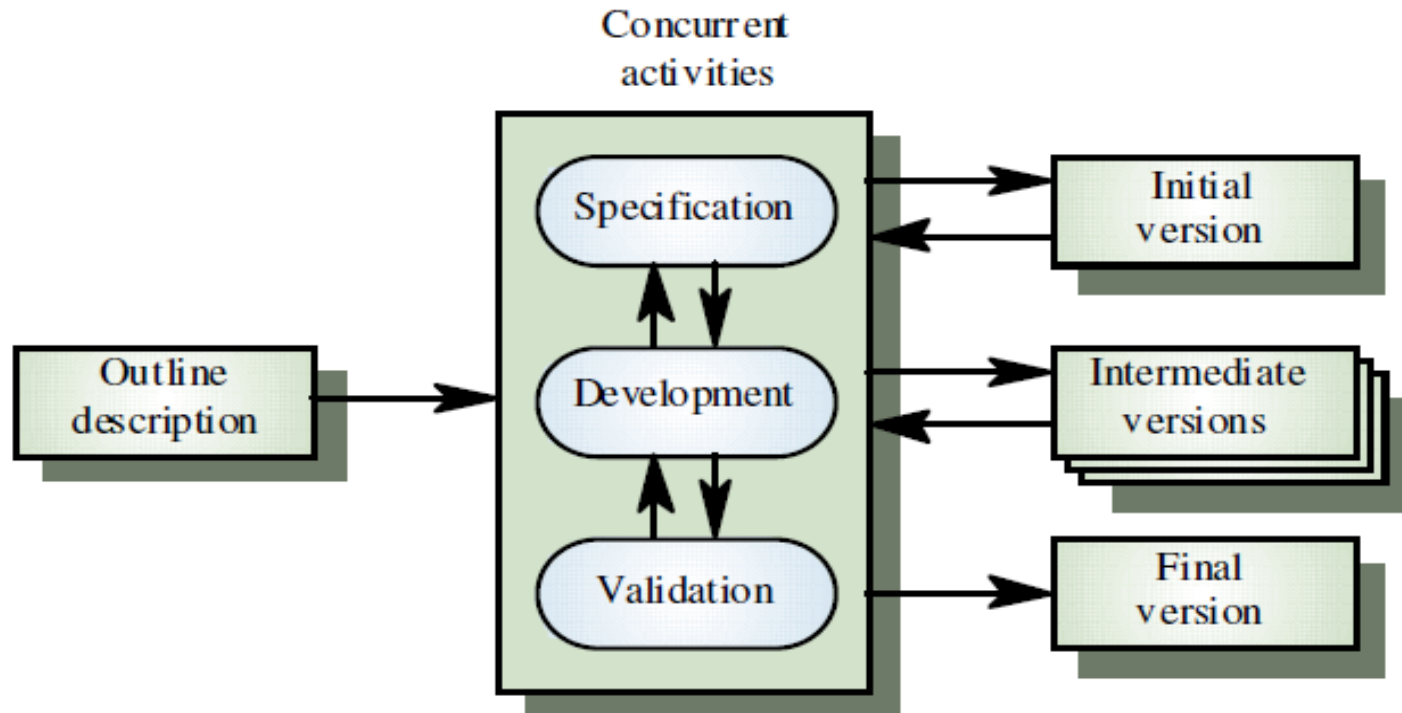 Concurrent
activities
Specification
Initial
version
Outline
description
Development
Intermediate
versions
Validation
Final
version